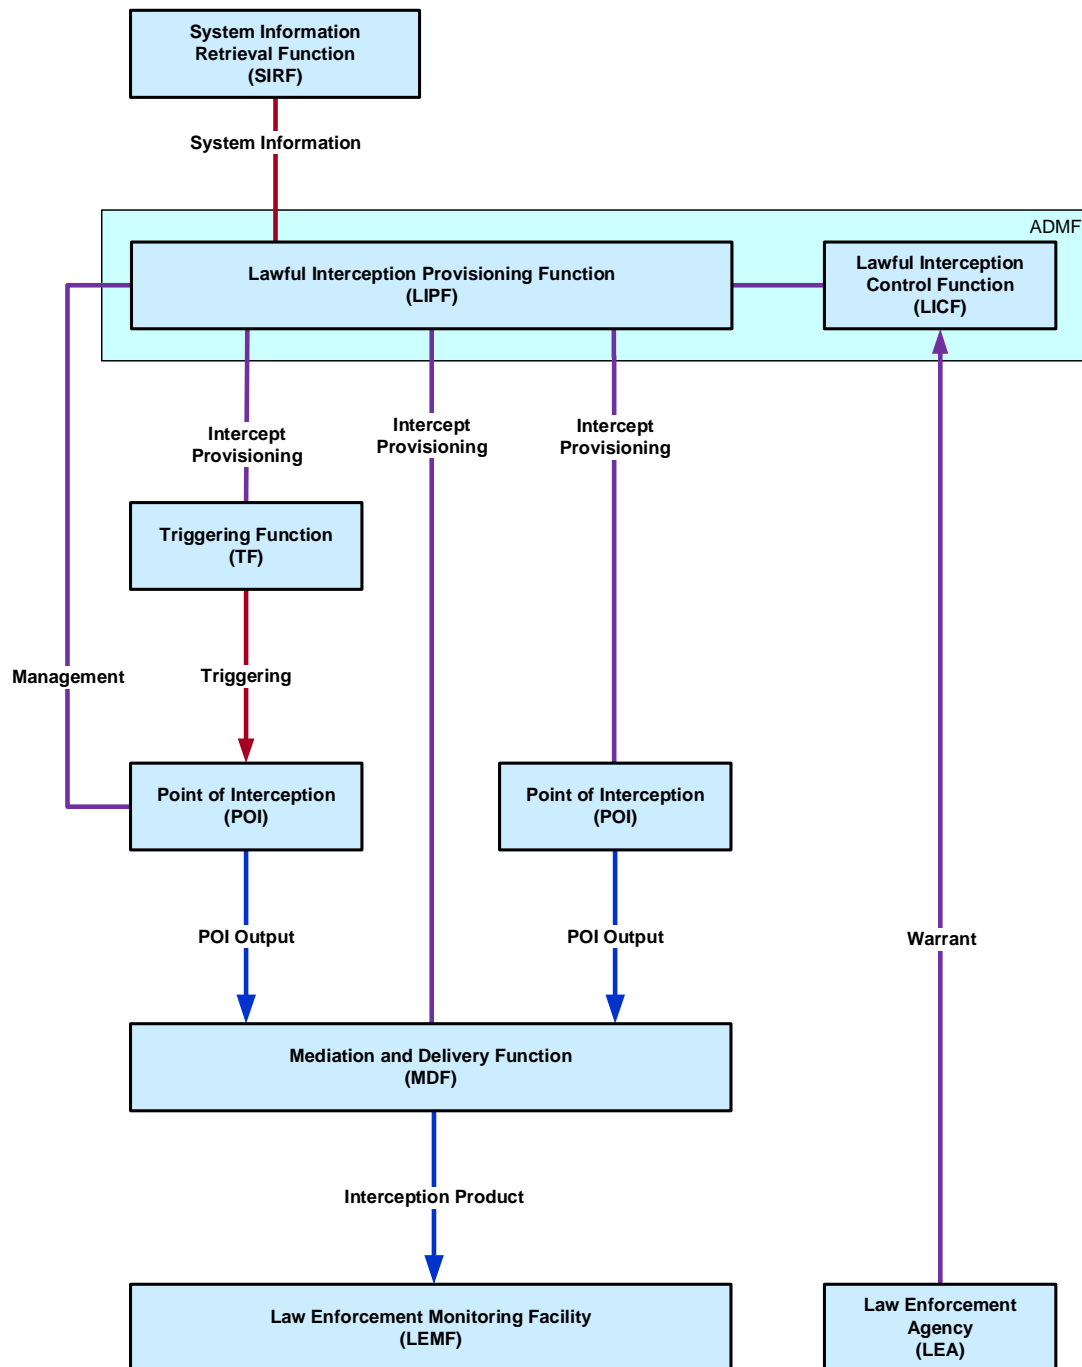 System Information
Retrieval Function
(SIRF)
System Information
ADMF
Lawful Interception Provisioning Function
(LIPF)
Lawful Interception
Control Function
(LICF)
Intercept
Provisioning
Intercept
Provisioning
Intercept
Provisioning
Triggering Function
(TF)
Management
Triggering
Point of Interception
(POI)
Point of Interception
(POI)
POI Output
POI Output
Warrant
Mediation and Delivery Function
(MDF)
Interception Product
Law Enforcement Monitoring Facility
(LEMF)
Law Enforcement
Agency
(LEA)